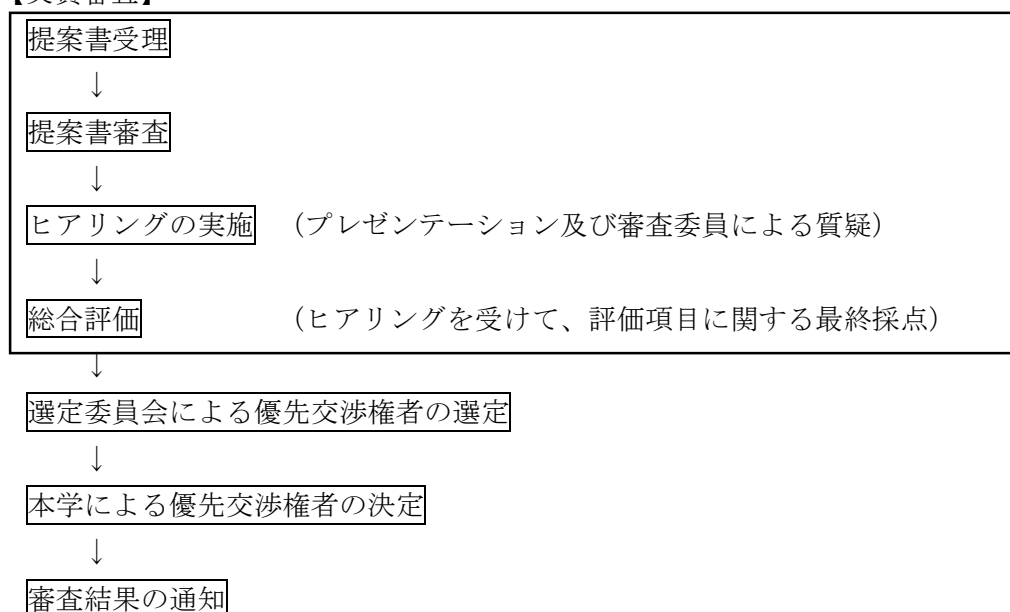 提案書受理
↓
提案書審査
↓
ヒアリングの実施 (プレゼンテーション及び審査委員による質疑)
↓
総合評価 (ヒアリングを受けて、評価項目に関する最終採点)
↓
選定委員会による優先交渉権者の選定
↓
本学による優先交渉権者の決定
↓
審査結果の通知